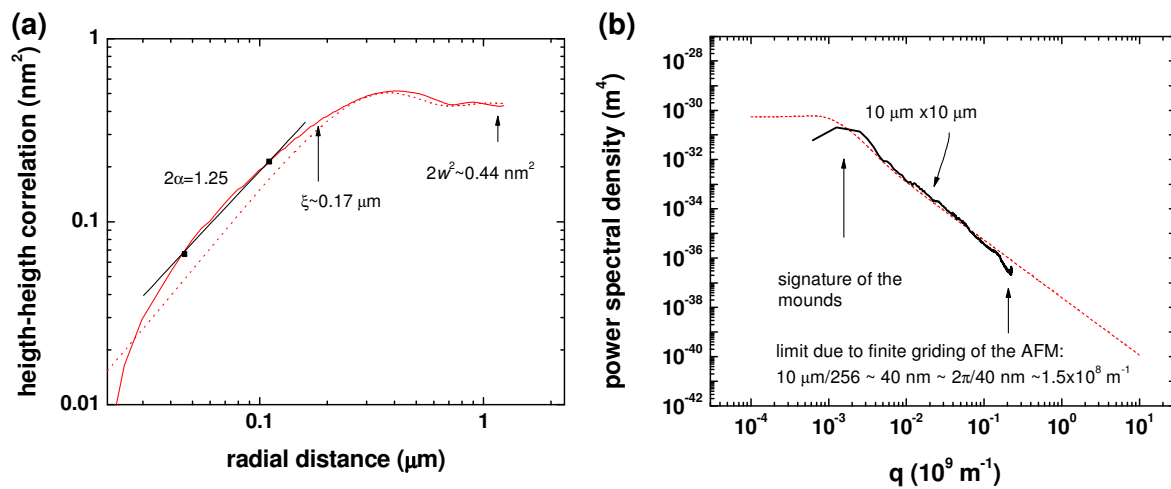 (a)
1
0.1
0.01
0.1
1
heigth-heigth correlation (nm²)
radial distance (μm)
2α=1.25
ξ~0.17 μm
2w²~0.44 nm²
(b)
10⁻²⁸
10⁻³⁰
10⁻³²
10⁻³⁴
10⁻³⁶
10⁻³⁸
10⁻⁴⁰
10⁻⁴²
10⁻⁴
10⁻³
10⁻²
10⁻¹
10⁰
10¹
power spectral density (m⁴)
q (10⁹ m⁻¹)
10 μm x10 μm
signature of the
mounds
limit due to finite griding of the AFM:
10 μm/256 ~ 40 nm ~ 2π/40 nm ~1.5x10⁸ m⁻¹